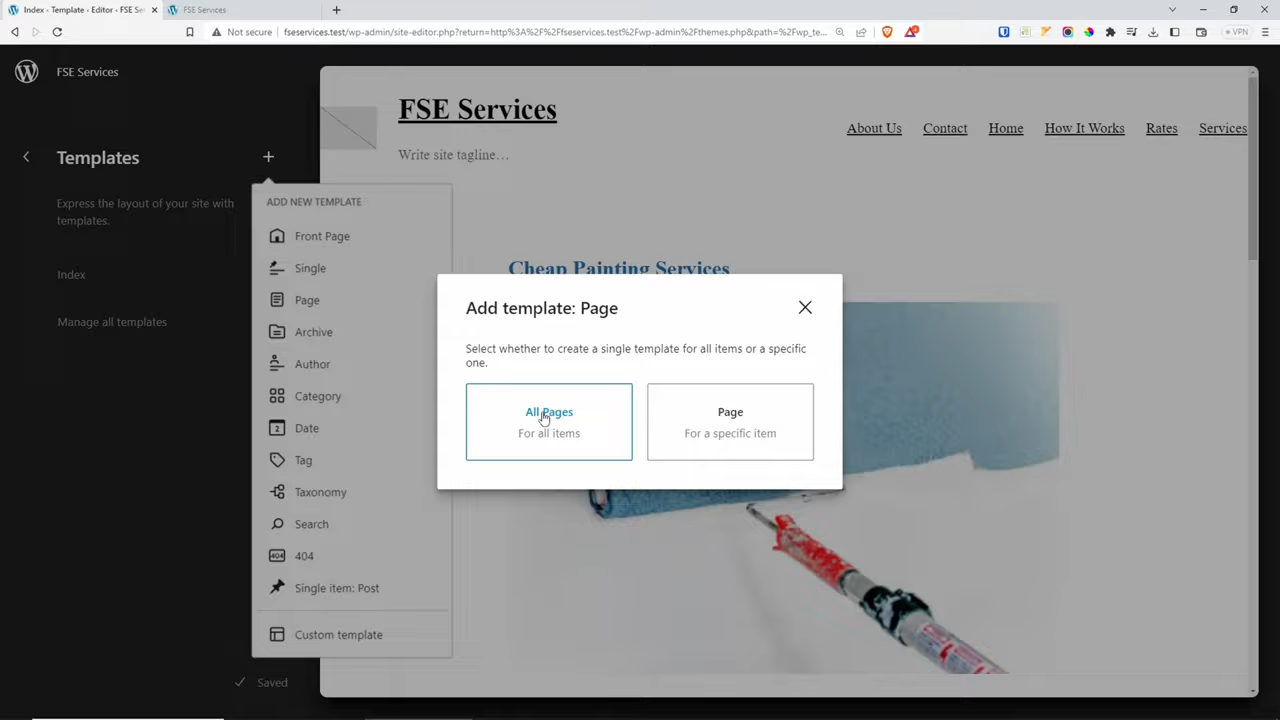 Index ‹ Template ‹ Editor ‹ FSE Se
FSE Services
Not secure
fseservices.test/wp-admin/site-editor.php?return=http%3A%2F%2Ffseservices.test%2Fwp-admin%2Fthemes.php&path=%2Fwp_te...
VPN
FSE Services
Templates
Express the layout of your site with
templates.
Index
Manage all templates
Saved
ADD NEW TEMPLATE
Front Page
Single
Page
Archive
Author
Category
2
Date
Tag
Taxonomy
Search
404
404
Single item: Post
Custom template
FSE Services
Write site tagline…
About Us
Contact
Home
How It Works
Rates
Services
Cheap Painting Services
Add template: Page
Select whether to create a single template for all items or a specific
one.
All Pages
For all items
Page
For a specific item